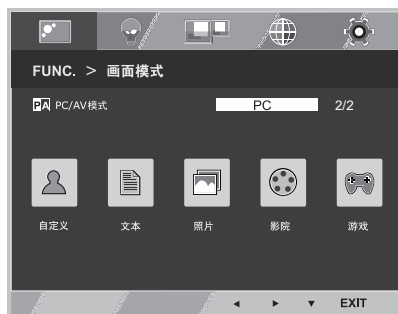 FUNC. > 画面模式
PA PC/AV模式 PC 2/2
自定义 文本 照片 影院 游戏
EXIT